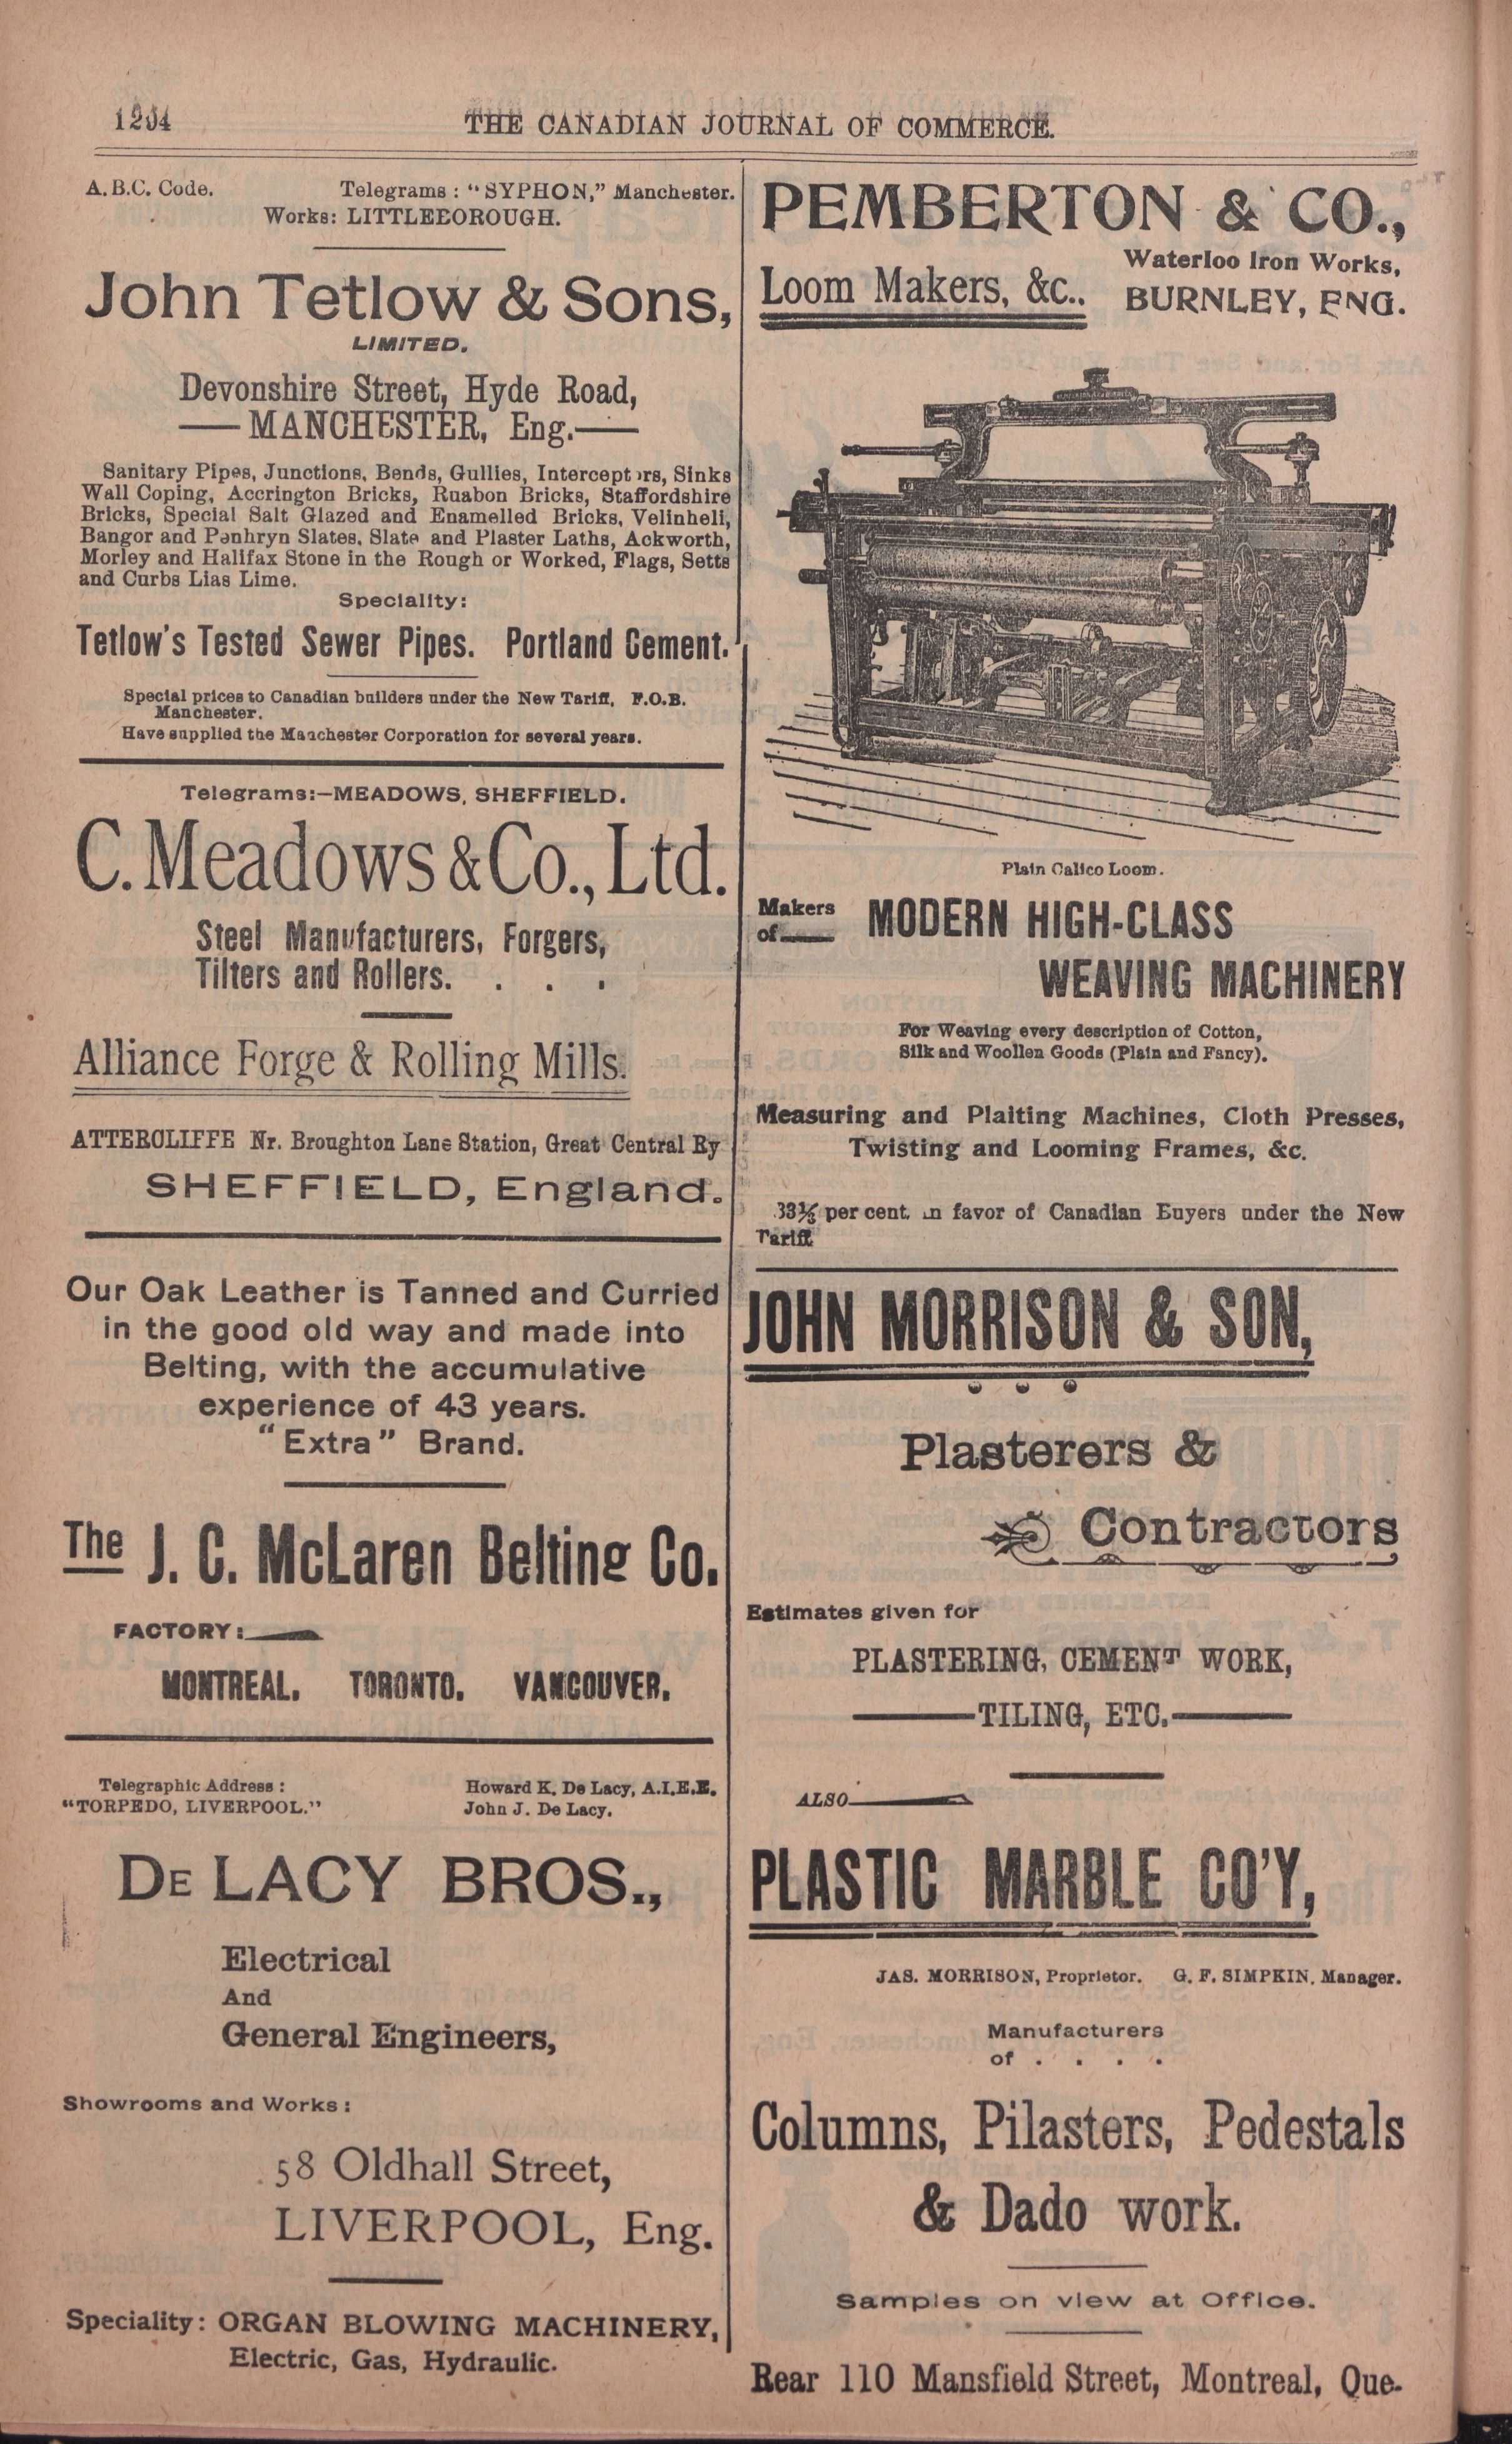 1204
THE CANADIAN JOURNAL OF COMMERCE.
A.B.C. Code. Telegrams: "SYPHON," Manchester.
Works: LITTLEBOROUGH.
John Tetlow & Sons,
LIMITED.
Devonshire Street, Hyde Road,
— MANCHESTER, Eng. —
Sanitary Pipes, Junctions, Bends, Gullies, Interceptors, Sinks
Wall Coping, Accrington Bricks, Ruabon Bricks, Staffordshire
Bricks, Special Salt Glazed and Enamelled Bricks, Velinheli,
Bangor and Penhryn Slates, Slate and Plaster Laths, Ackworth,
Morley and Halifax Stone in the Rough or Worked, Flags, Setts
and Curbs Lias Lime.
Speciality:
Tetlow's Tested Sewer Pipes. Portland Cement.
Special prices to Canadian builders under the New Tariff, F.O.B.
Manchester.
Have supplied the Manchester Corporation for several years.
Telegrams:—MEADOWS, SHEFFIELD.
C. Meadows & Co., Ltd.
Steel Manufacturers, Forgers,
Tilters and Rollers. . . .
Alliance Forge & Rolling Mills.
ATTERCLIFFE Nr. Broughton Lane Station, Great Central Ry
SHEFFIELD, England.
Our Oak Leather is Tanned and Curried
in the good old way and made into
Belting, with the accumulative
experience of 43 years.
"Extra" Brand.
The J. C. McLaren Belting Co.
FACTORY:
MONTREAL. TORONTO. VANCOUVER.
Telegraphic Address: Howard K. De Lacy, A.I.E.E.
"TORPEDO, LIVERPOOL." John J. De Lacy.
DE LACY BROS.,
Electrical
And
General Engineers,
Showrooms and Works:
58 Oldhall Street,
LIVERPOOL, Eng.
Speciality: ORGAN BLOWING MACHINERY,
Electric, Gas, Hydraulic.
PEMBERTON & CO.,
Loom Makers, &c..
Waterloo Iron Works,
BURNLEY, ENG.
Plain Calico Loom.
Makers
of MODERN HIGH-CLASS
WEAVING MACHINERY
For Weaving every description of Cotton,
Silk and Woollen Goods (Plain and Fancy).
Measuring and Plaiting Machines, Cloth Presses,
Twisting and Looming Frames, &c.
33⅓ per cent. in favor of Canadian Buyers under the New
Tariff
JOHN MORRISON & SON,
Plasterers &
Contractors
Estimates given for
PLASTERING, CEMENT WORK,
— TILING, ETC. —
ALSO
PLASTIC MARBLE CO'Y,
JAS. MORRISON, Proprietor. G. F. SIMPKIN, Manager.
Manufacturers
of . . . .
Columns, Pilasters, Pedestals
& Dado work.
Samples on view at Office.
Rear 110 Mansfield Street, Montreal, Que.